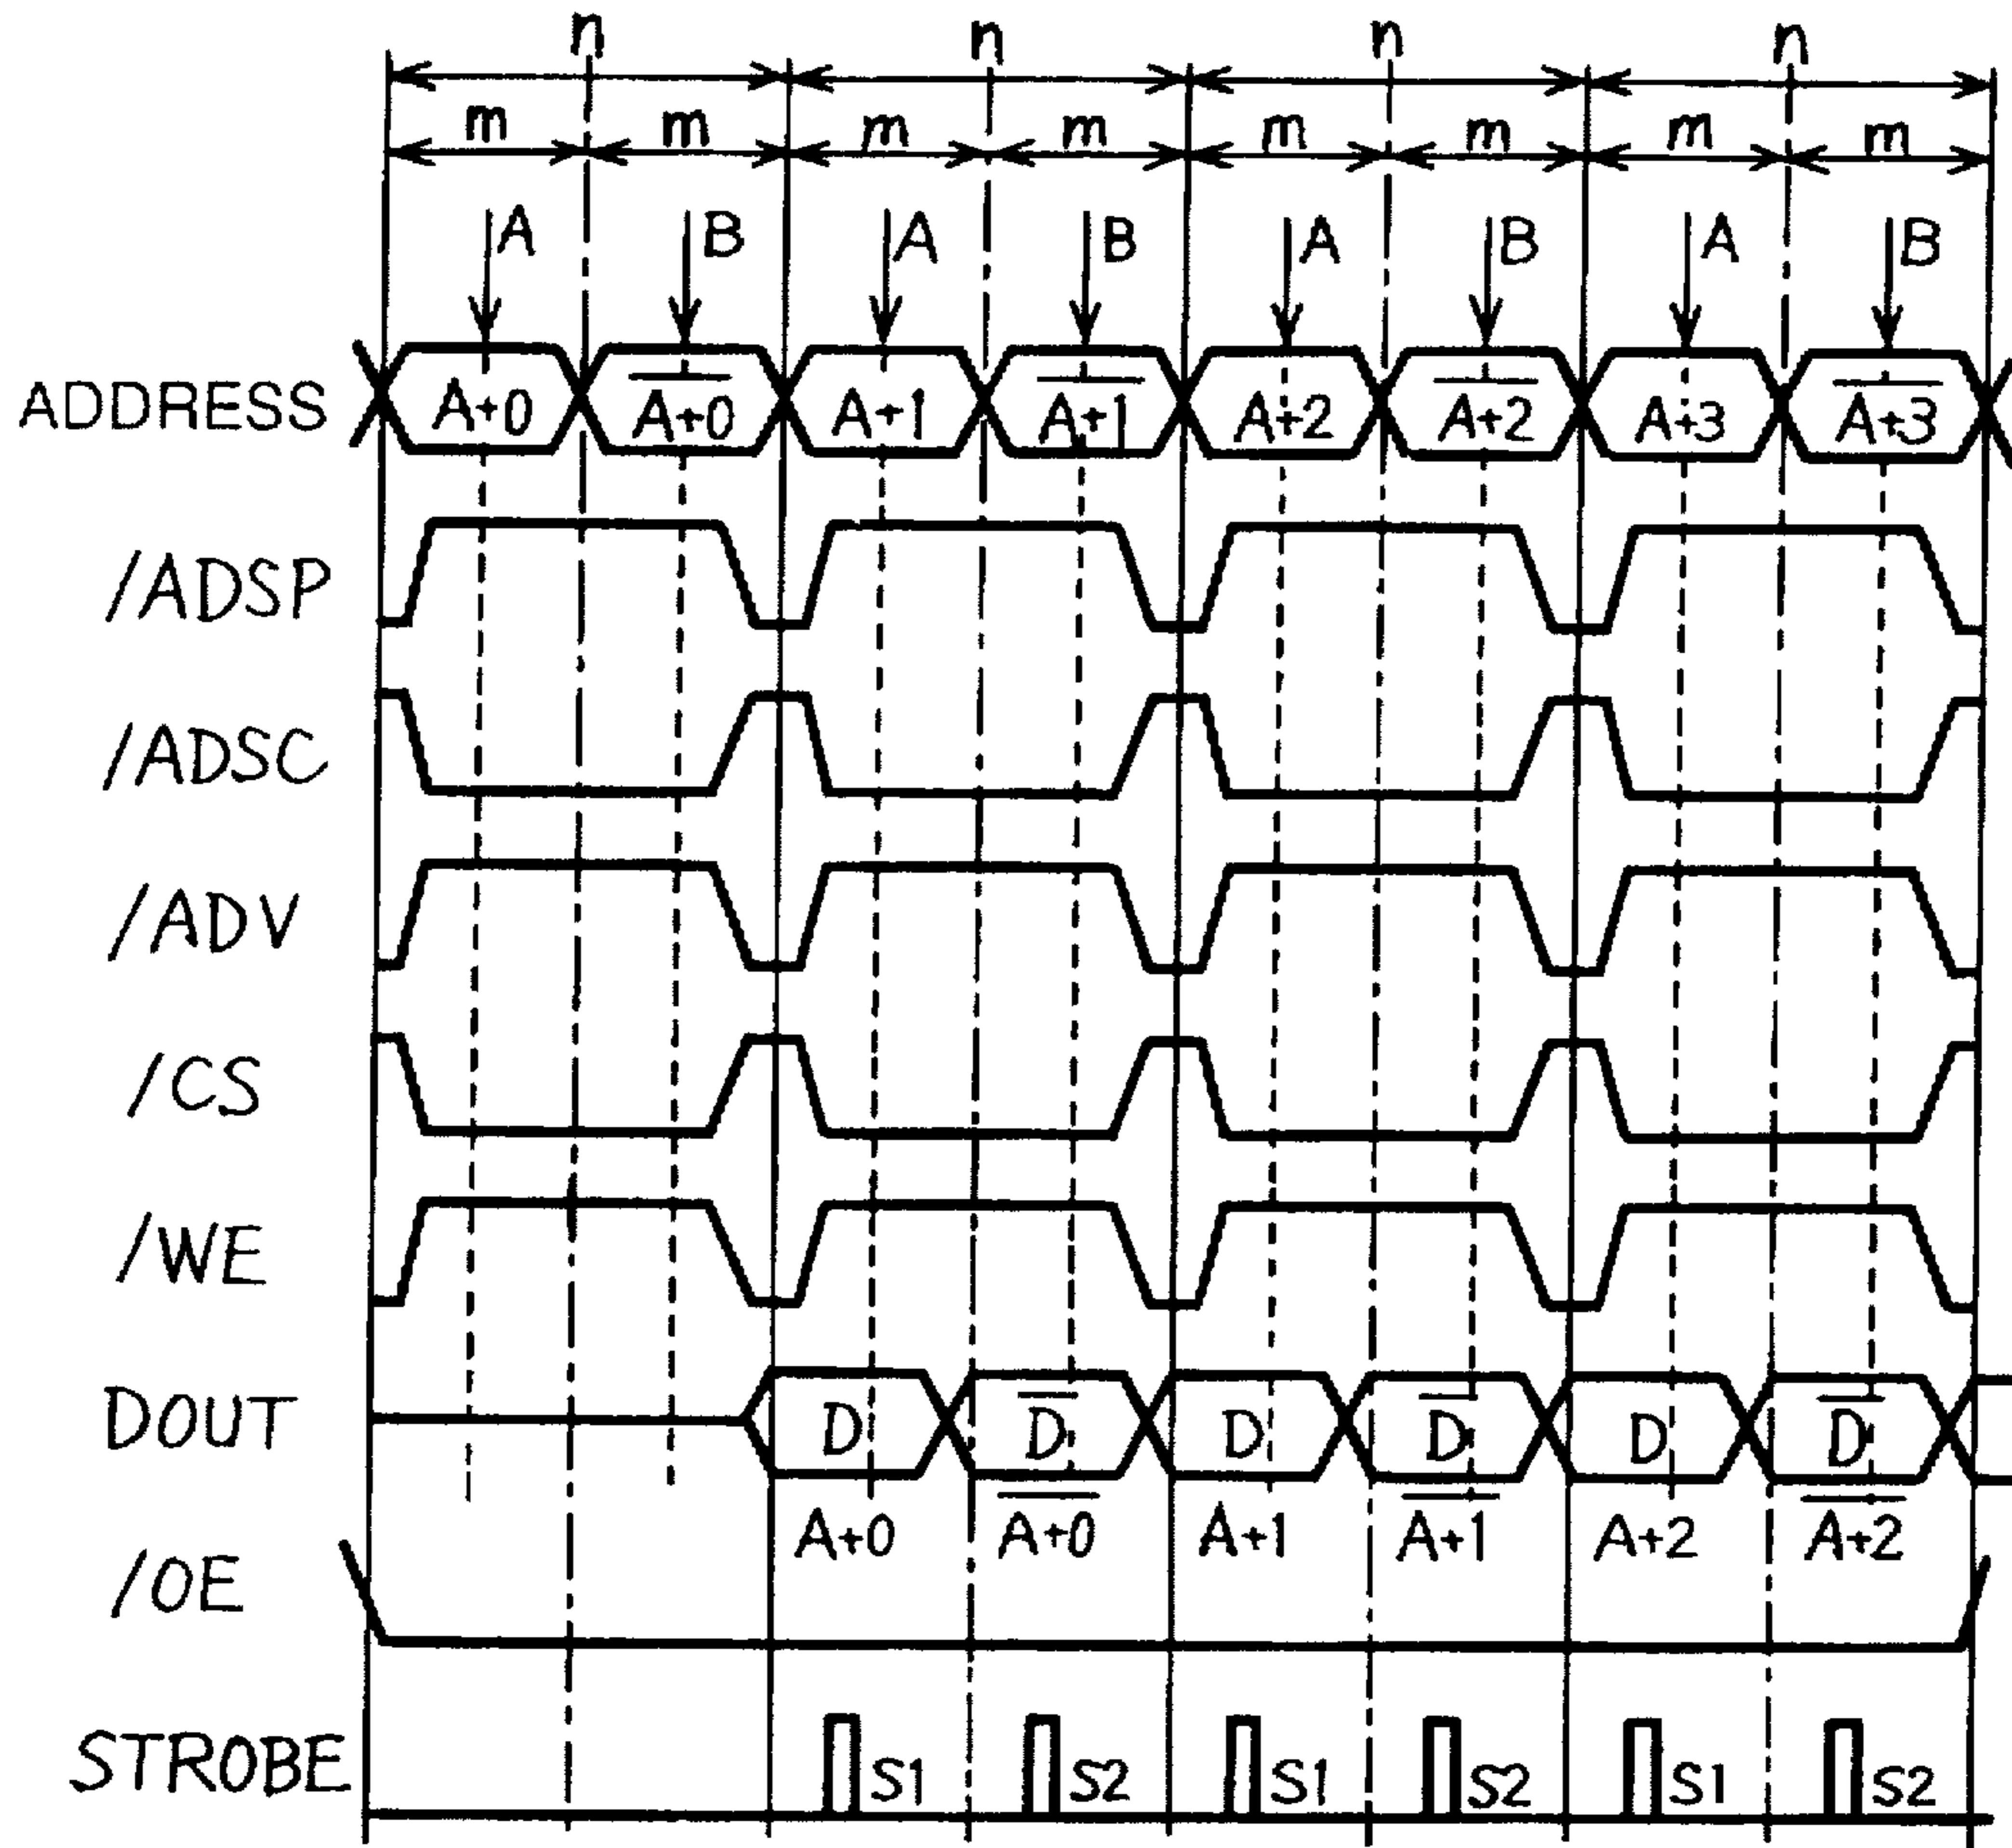 n n n n
m m m m m m m m
A B A B A B A B
ADDRESS A+0 A̅+̅0̅ A+1 A̅+̅1̅ A+2 A̅+̅2̅ A+3 A̅+̅3̅
/ADSP
/ADSC
/ADV
/CS
/WE
DOUT D D̅ D D̅ D D̅
A+0 A̅+̅0̅ A+1 A̅+̅1̅ A+2 A̅+̅2̅
/OE
STROBE S1 S2 S1 S2 S1 S2